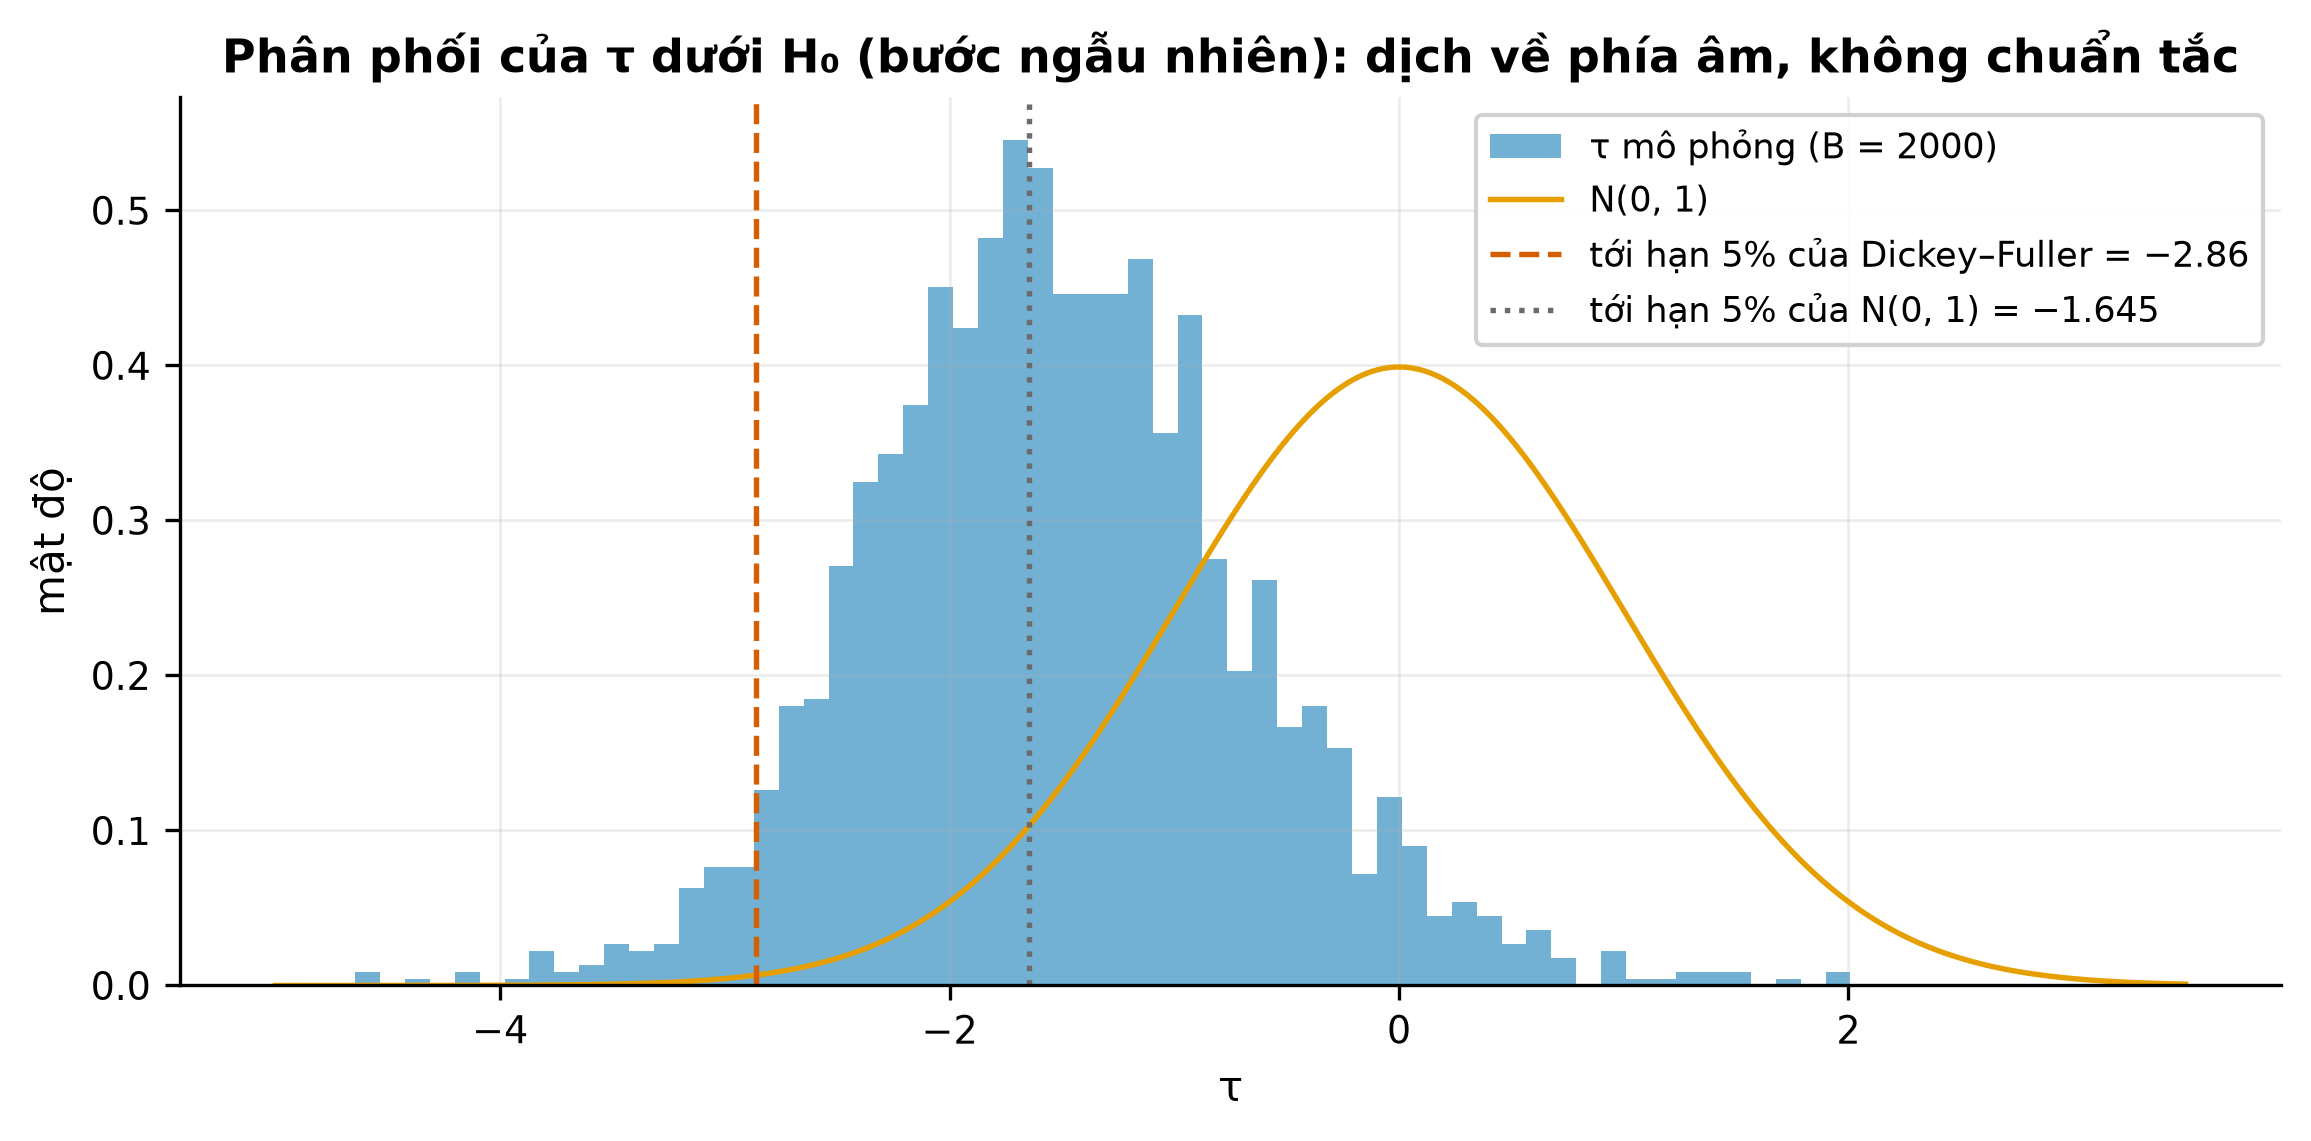 Phân phối của τ dưới H₀ (bước ngẫu nhiên): dịch về phía âm, không chuẩn tắc
τ mô phỏng (B = 2000)
N(0, 1)
tới hạn 5% của Dickey–Fuller = −2.86
tới hạn 5% của N(0, 1) = −1.645
mật độ
0.5
0.4
0.3
0.2
0.1
0.0
−4
−2
0
2
τ